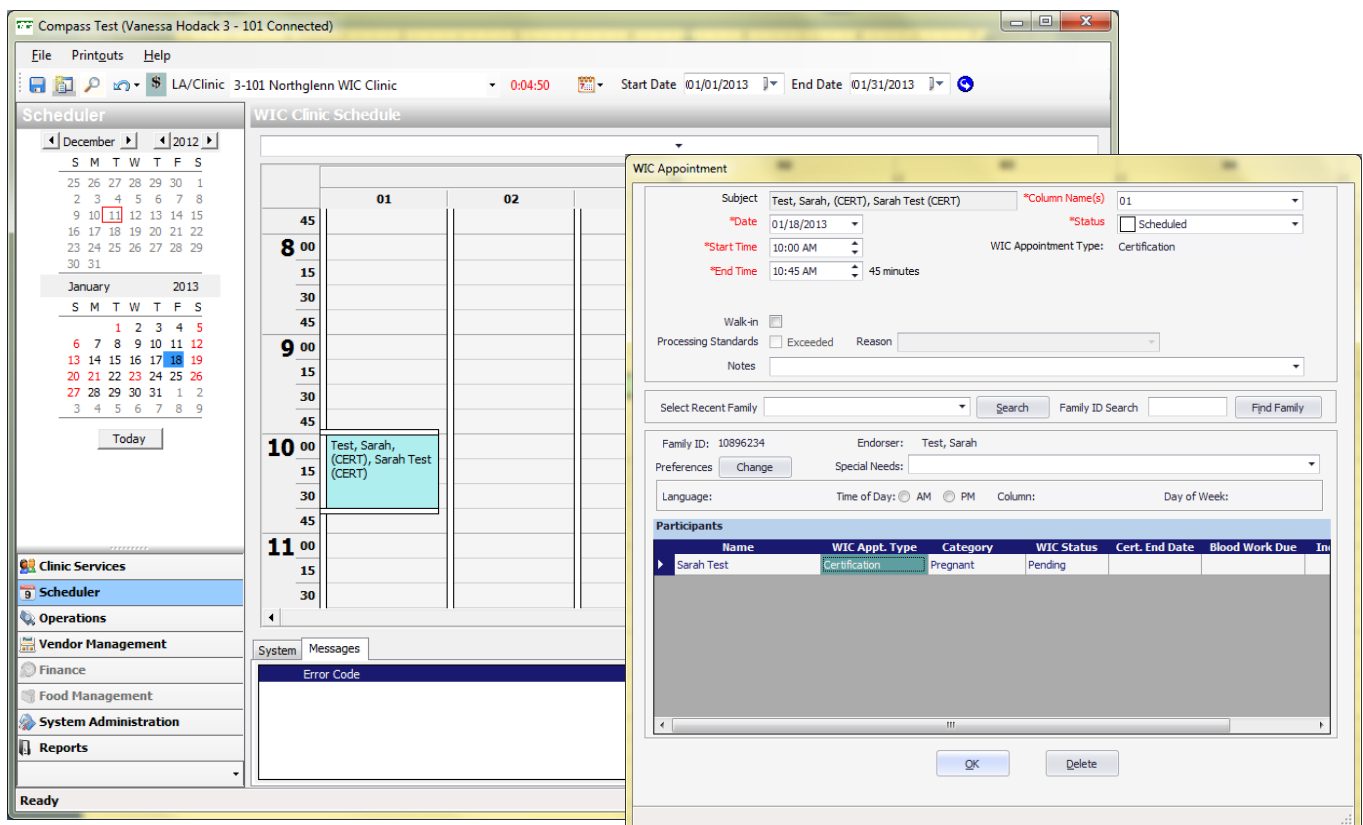 Compass Test (Vanessa Hodack 3 - 101 Connected)
File Printouts Help
LA/Clinic 3-101 Northglenn WIC Clinic 0:04:50 Start Date 01/01/2013 End Date 01/31/2013
Scheduler
WIC Clinic Schedule
December 2012
S M T W T F S
25 26 27 28 29 30 1
2 3 4 5 6 7 8
9 10 11 12 13 14 15
16 17 18 19 20 21 22
23 24 25 26 27 28 29
30 31
January 2013
S M T W T F S
1 2 3 4 5
6 7 8 9 10 11 12
13 14 15 16 17 18 19
20 21 22 23 24 25 26
27 28 29 30 31 1 2
3 4 5 6 7 8 9
Today
Clinic Services
9 Scheduler
Operations
Vendor Management
Finance
Food Management
System Administration
Reports
Ready
01 02
45
8 00
15
30
45
9 00
15
30
45
10 00
15
30
45
11 00
15
30
Test, Sarah,
(CERT), Sarah Test
(CERT)
System Messages
Error Code
WIC Appointment
Subject Test, Sarah, (CERT), Sarah Test (CERT) *Column Name(s) 01
*Date 01/18/2013 *Status Scheduled
*Start Time 10:00 AM WIC Appointment Type: Certification
*End Time 10:45 AM 45 minutes
Walk-in
Processing Standards Exceeded Reason
Notes
Select Recent Family Search Family ID Search Find Family
Family ID: 10896234 Endorser: Test, Sarah
Preferences Change Special Needs:
Language: Time of Day: AM PM Column: Day of Week:
Participants
Name WIC Appt. Type Category WIC Status Cert. End Date Blood Work Due
Sarah Test Certification Pregnant Pending
OK Delete